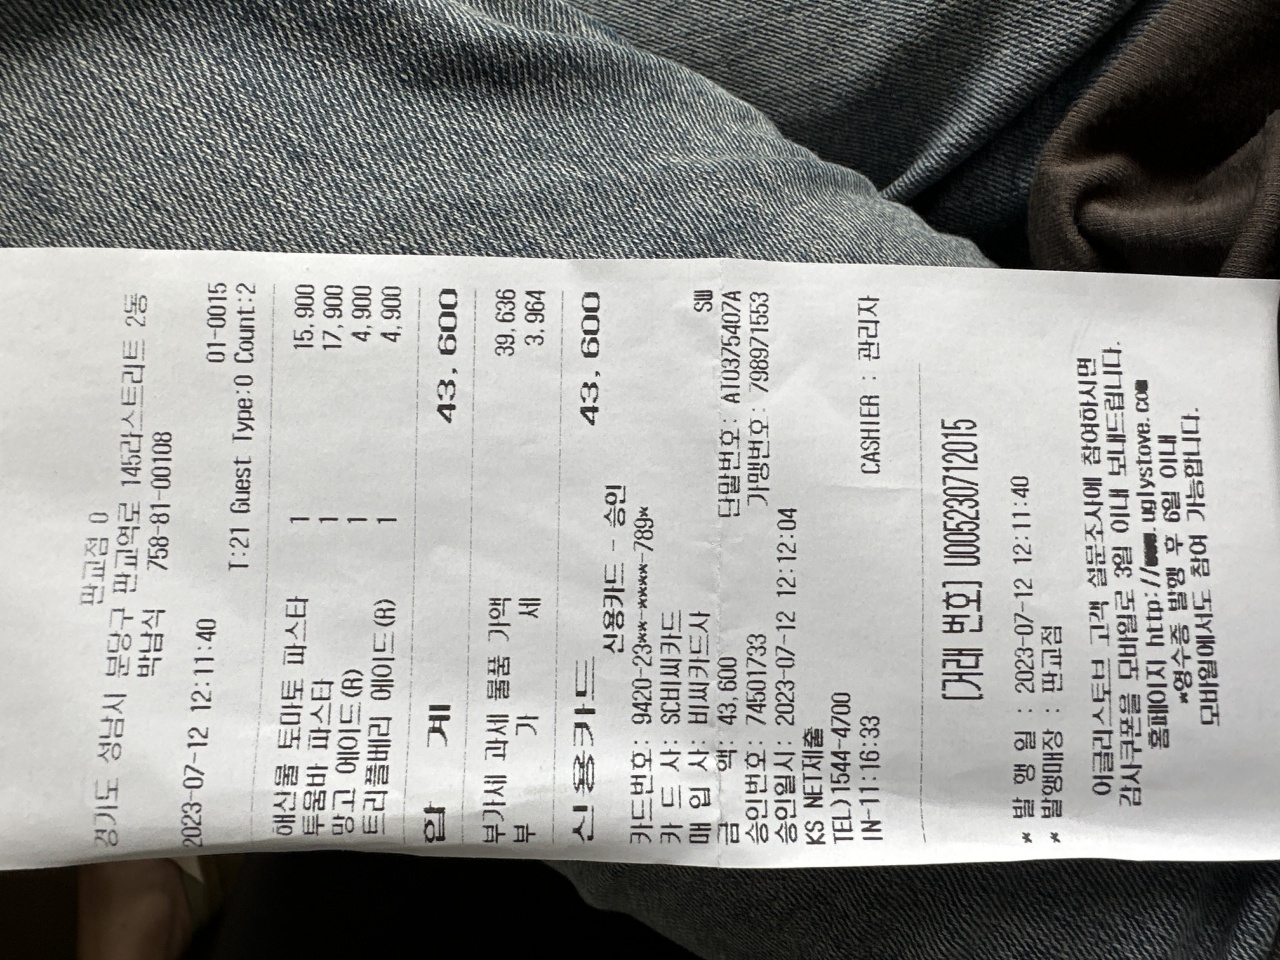 판교점 0
경기도 성남시 분당구 판교역로 145라스트리트 2동
박남식 758-81-00108
2023-07-12 12:11:40 01-0015
T:21 Guest Type:0 Count:2
해산물 토마토 파스타 1 15,900
투움바 파스타 1 17,900
망고 에이드(R) 1 4,900
트리플베리 에이드(R) 1 4,900
합 계 43,600
부가세 과세 물품 가액 39,636
부 가 세 3,964
신용카드 43,600
신용카드 - 승인
카드번호: 9420-23**-****-789*
카 드 사: SCBV씨카드
매 입 사: 비씨카드사 SW
금 액: 43,600 단말번호: AT0375407A
승인번호: 74501733 가맹번호: 798971553
승인일시: 2023-07-12 12:12:04
KS NET제출
TEL)1544-4700
IN-11:16:33 CASHIER : 관리자
[거래 번호] U005230712015
* 발 행 일 : 2023-07-12 12:11:40
* 발행매장 : 판교점
어글리스토브 고객 설문조사에 참여하시면
감사쿠폰을 모바일로 3일 이내 보내드립니다.
홈페이지 http://www.uglystove.com
*영수증 발행 후 6일 이내
모바일에서도 참여 가능합니다.